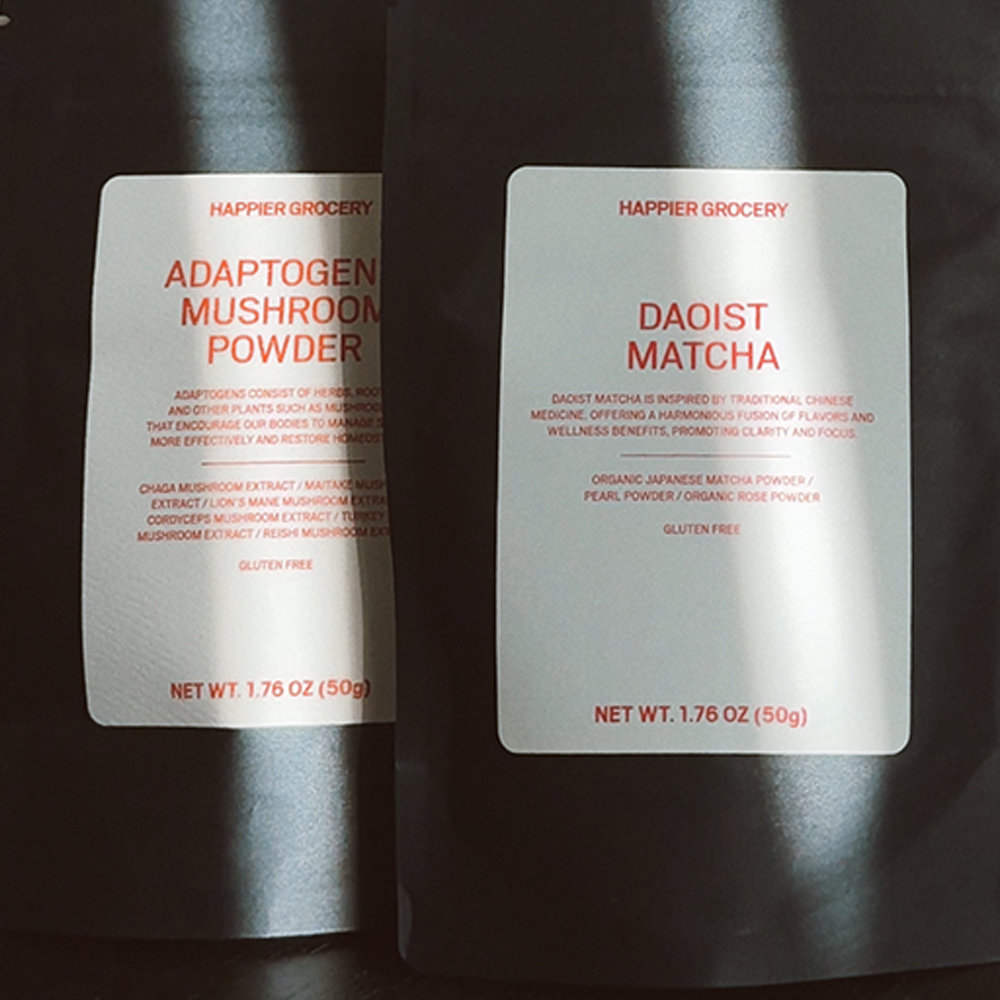 HAPPIER GROCERY
ADAPTOGEN
MUSHROOM
POWDER
ADAPTOGENS CONSIST OF HERBS, ROOT
AND OTHER PLANTS SUCH AS MUSHROO
THAT ENCOURAGE OUR BODIES TO MANAGE S
MORE EFFECTIVELY AND RESTORE HOMEOST
CHAGA MUSHROOM EXTRACT / MAITAKE MUSH
EXTRACT / LION'S MANE MUSHROOM EXTRA
CORDYCEPS MUSHROOM EXTRACT / TURKEY
MUSHROOM EXTRACT / REISHI MUSHROOM EXT
GLUTEN FREE
NET WT. 1.76 OZ (50g)
HAPPIER GROCERY
DAOIST
MATCHA
DAOIST MATCHA IS INSPIRED BY TRADITIONAL CHINESE
MEDICINE, OFFERING A HARMONIOUS FUSION OF FLAVORS AND
WELLNESS BENEFITS, PROMOTING CLARITY AND FOCUS.
ORGANIC JAPANESE MATCHA POWDER /
PEARL POWDER / ORGANIC ROSE POWDER
GLUTEN FREE
NET WT. 1.76 OZ (50g)